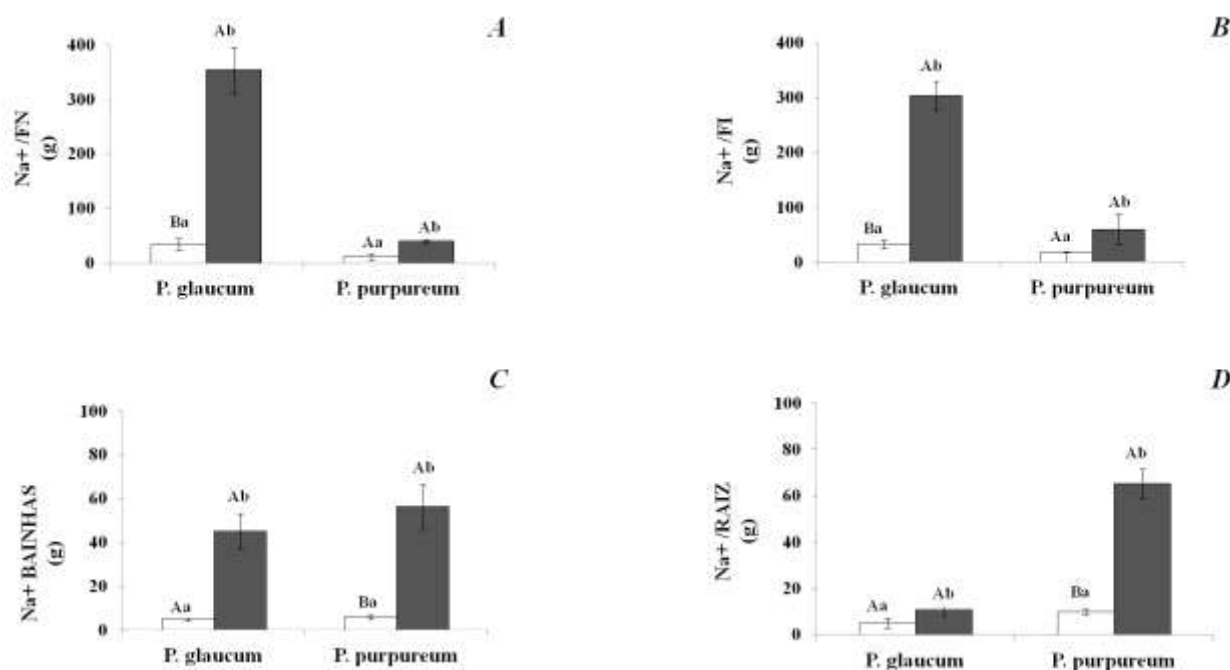 A
Na+ /FN
(g)
400
300
200
100
0
Ba
Ab
Aa
Ab
P. glaucum
P. purpureum
B
Na+ /FI
(g)
400
300
200
100
0
Ba
Ab
Aa
Ab
P. glaucum
P. purpureum
C
Na+ BAINHAS
(g)
100
80
60
40
20
0
Aa
Ab
Ba
Ab
P. glaucum
P. purpureum
D
Na+ /RAIZ
(g)
100
80
60
40
20
0
Aa
Ab
Ba
Ab
P. glaucum
P. purpureum